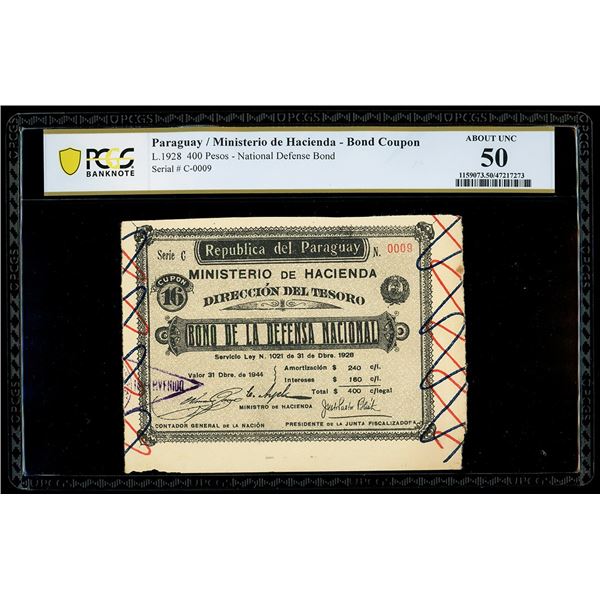 Paraguay / Ministerio de Hacienda - Bond Coupon
L.1928 400 Pesos - National Defense Bond
Serial # C-0009
PCGS
BANKNOTE
ABOUT UNC
50
1159073.50/47217273
Republica del Paraguay
Serie C
N. 0009
MINISTERIO DE HACIENDA
CUPON
16
DIRECCIÓN DEL TESORO
BONO DE LA DEFENSA NACIONAL
Servicio Ley N. 1021 de 31 de Dbre. 1928
Valor 31 Dbre. de 1944
Amortización $ 240 c/l.
Intereses $ 160 c/l.
Total $ 400 c/legal
MINISTRO DE HACIENDA
CONTADOR GENERAL DE LA NACIÓN
PRESIDENTE DE LA JUNTA FISCALIZADORA